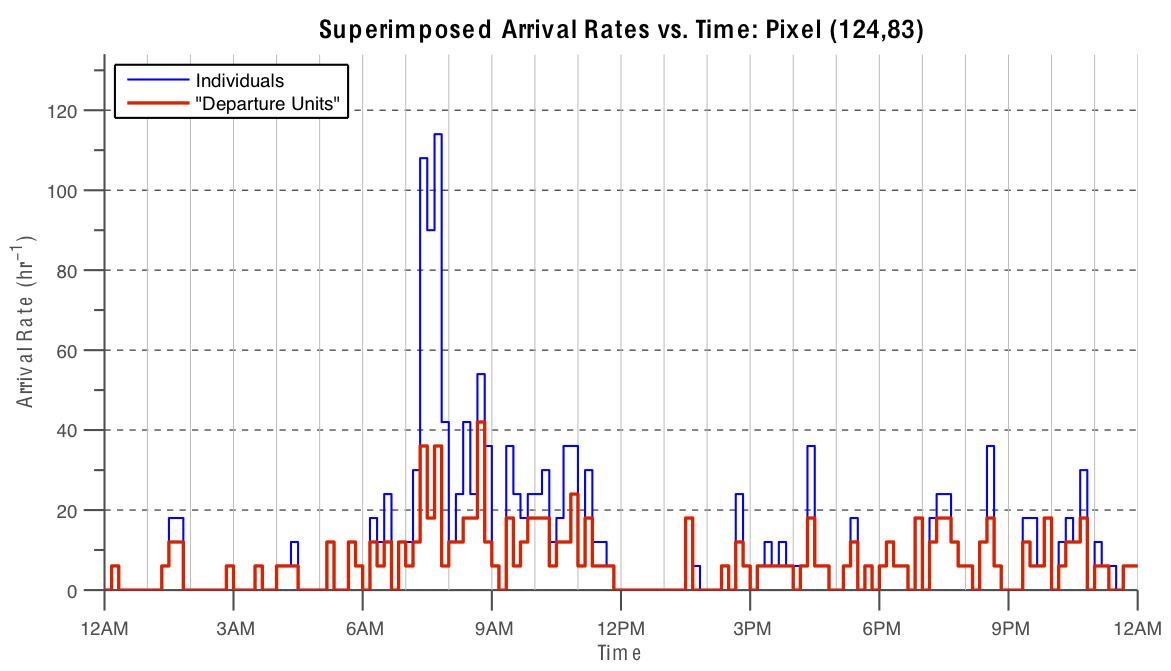 Superimposed Arrival Rates vs. Time: Pixel (124,83)
Individuals
"Departure Units"
120
100
80
60
40
20
0
Arrival Rate (hr⁻¹)
12AM 3AM 6AM 9AM 12PM 3PM 6PM 9PM 12AM
Time